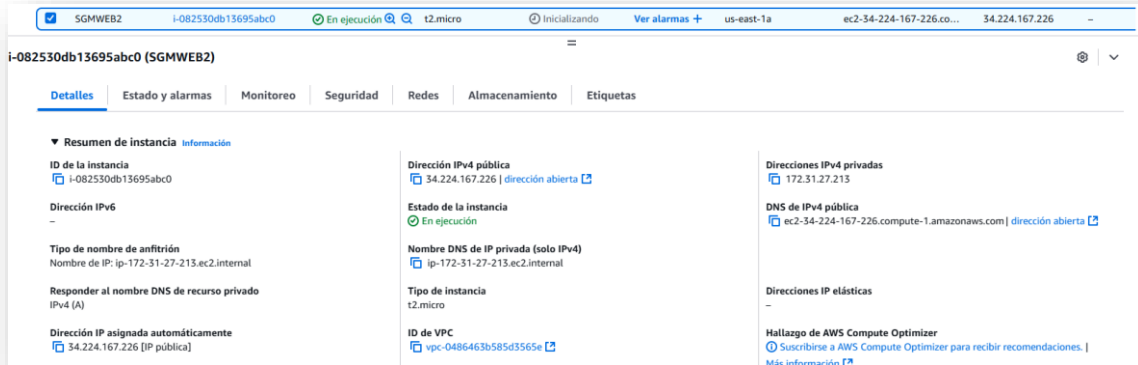 SGMWEB2 i-082530db13695abc0 En ejecución t2.micro Inicializando Ver alarmas + us-east-1a ec2-34-224-167-226.co... 34.224.167.226 –
i-082530db13695abc0 (SGMWEB2)
Detalles Estado y alarmas Monitoreo Seguridad Redes Almacenamiento Etiquetas
▼ Resumen de instancia Información
ID de la instancia
i-082530db13695abc0
Dirección IPv4 pública
34.224.167.226 | dirección abierta
Direcciones IPv4 privadas
172.31.27.213
Dirección IPv6
–
Estado de la instancia
En ejecución
DNS de IPv4 pública
ec2-34-224-167-226.compute-1.amazonaws.com | dirección abierta
Tipo de nombre de anfitrión
Nombre de IP: ip-172-31-27-213.ec2.internal
Nombre DNS de IP privada (solo IPv4)
ip-172-31-27-213.ec2.internal
Responder al nombre DNS de recurso privado
IPv4 (A)
Tipo de instancia
t2.micro
Direcciones IP elásticas
–
Dirección IP asignada automáticamente
34.224.167.226 [IP pública]
ID de VPC
vpc-0486463b585d3565e
Hallazgo de AWS Compute Optimizer
Suscribirse a AWS Compute Optimizer para recibir recomendaciones. |
Más información